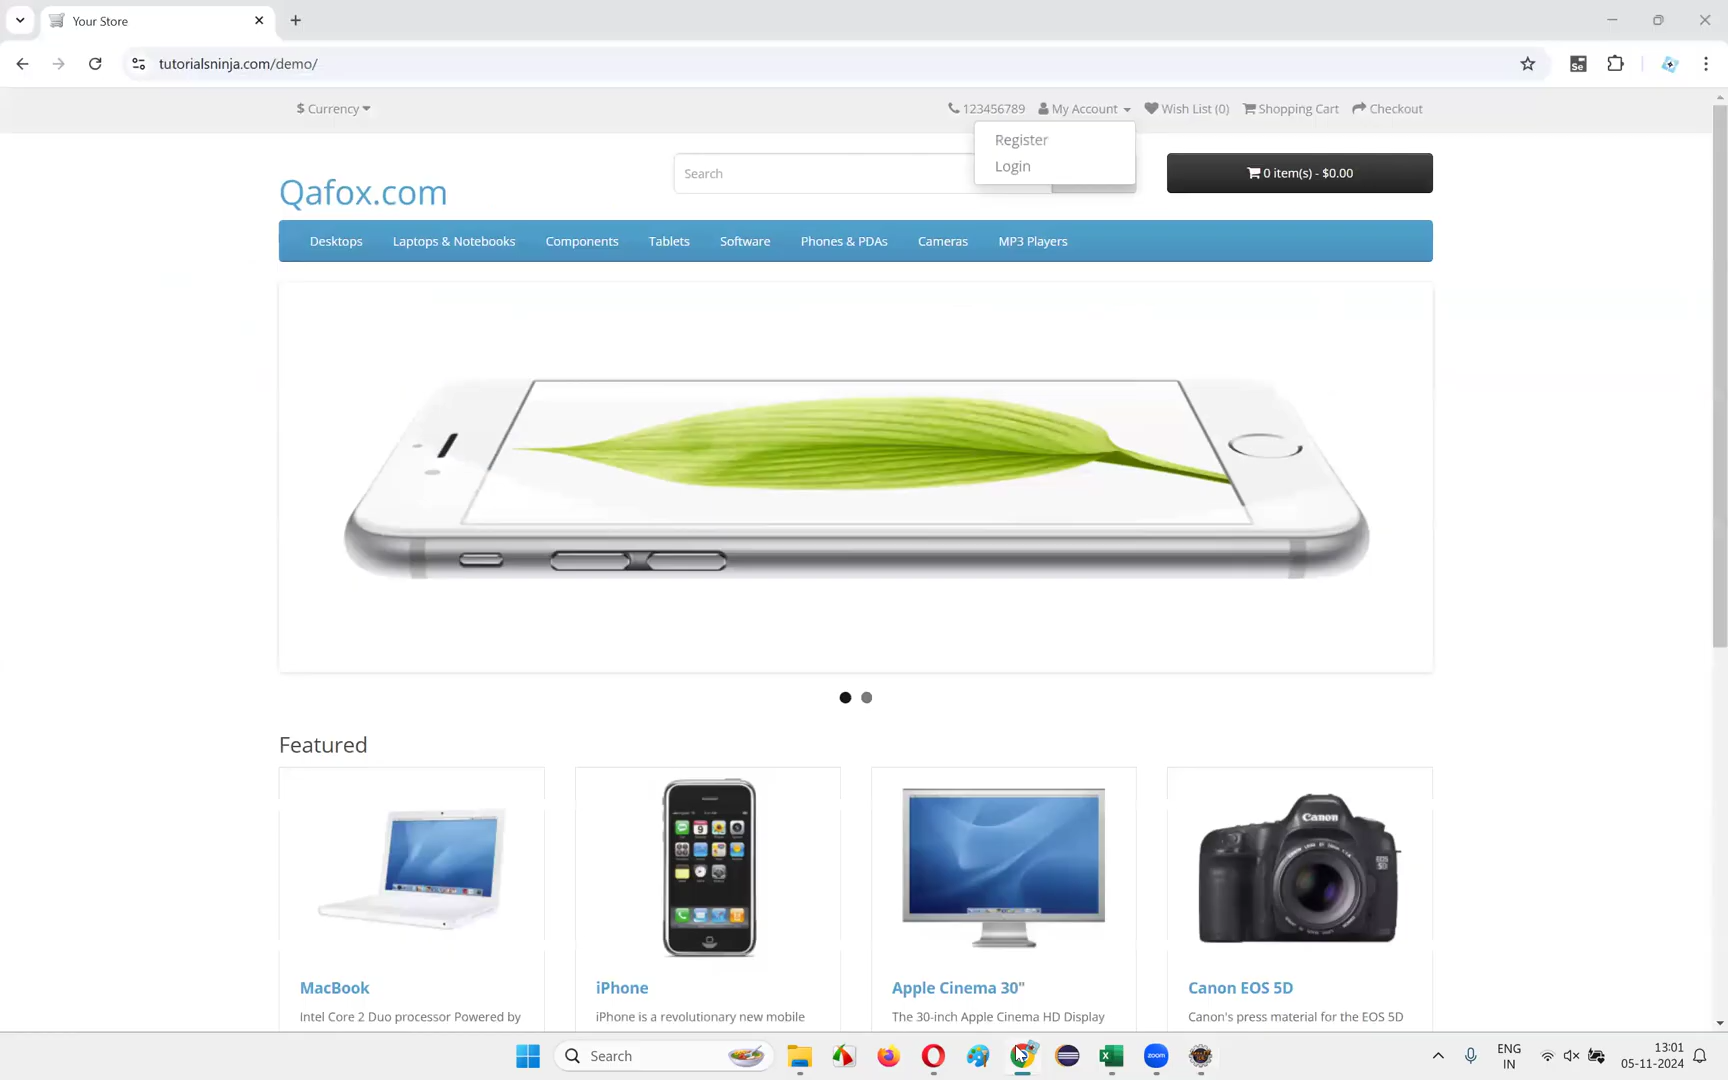 Your Store
tutorialsninja.com/demo/
$ Currency
123456789 My Account Wish List (0) Shopping Cart Checkout
Register
Login
Search
0 item(s) - $0.00
Qafox.com
Desktops Laptops & Notebooks Components Tablets Software Phones & PDAs Cameras MP3 Players
Featured
Canon
MacBook
iPhone
Apple Cinema 30"
Canon EOS 5D
Intel Core 2 Duo processor Powered by
iPhone is a revolutionary new mobile
The 30-inch Apple Cinema HD Display
Canon's press material for the EOS 5D
Search
zoom
ENG
IN
13:01
05-11-2024